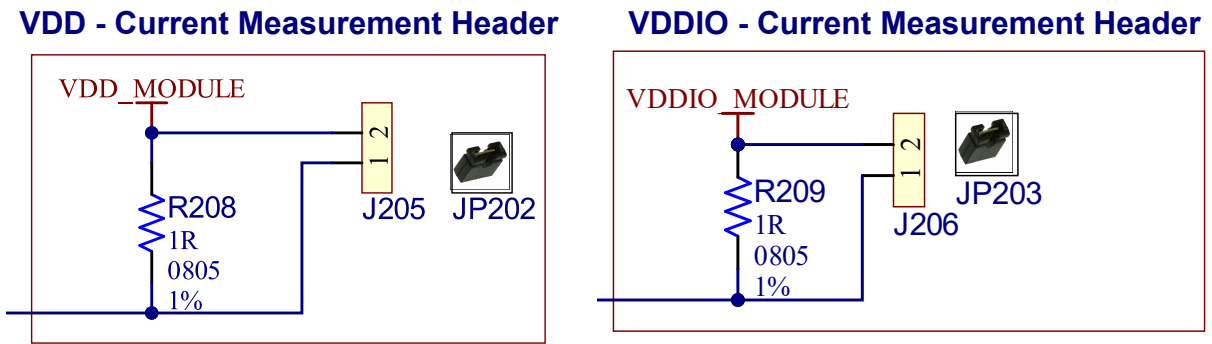 VDD - Current Measurement Header
VDD_MODULE
2
1
R208
1R
0805
1%
J205
JP202
VDDIO - Current Measurement Header
VDDIO_MODULE
2
1
R209
1R
0805
1%
J206
JP203